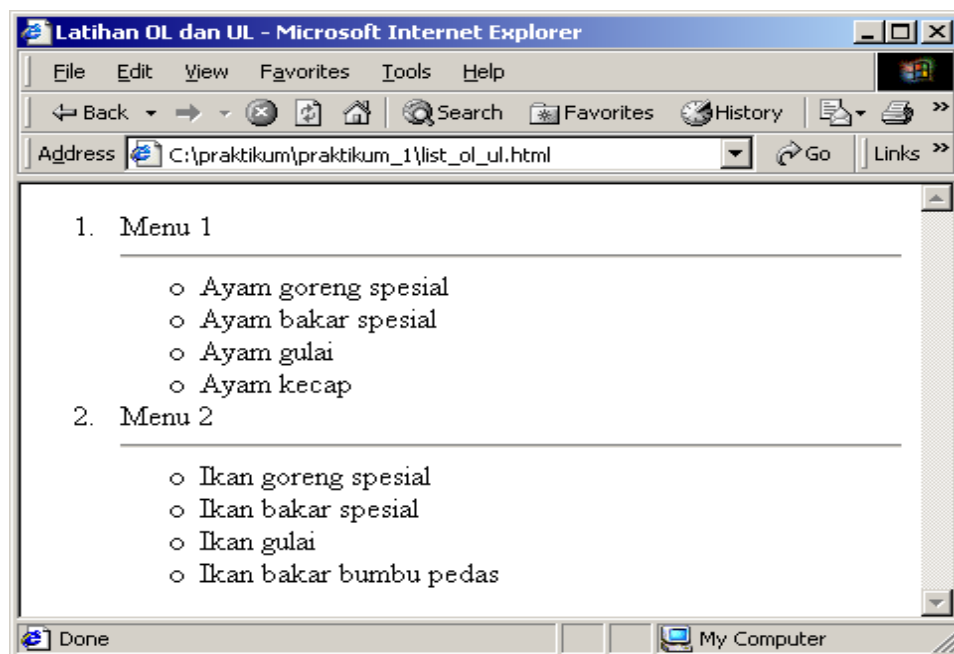 Latihan OL dan UL - Microsoft Internet Explorer
File Edit View Favorites Tools Help
Back Search Favorites History »
Address C:\praktikum\praktikum_1\list_ol_ul.html Go Links »
1. Menu 1
o Ayam goreng spesial
o Ayam bakar spesial
o Ayam gulai
o Ayam kecap
2. Menu 2
o Ikan goreng spesial
o Ikan bakar spesial
o Ikan gulai
o Ikan bakar bumbu pedas
Done My Computer